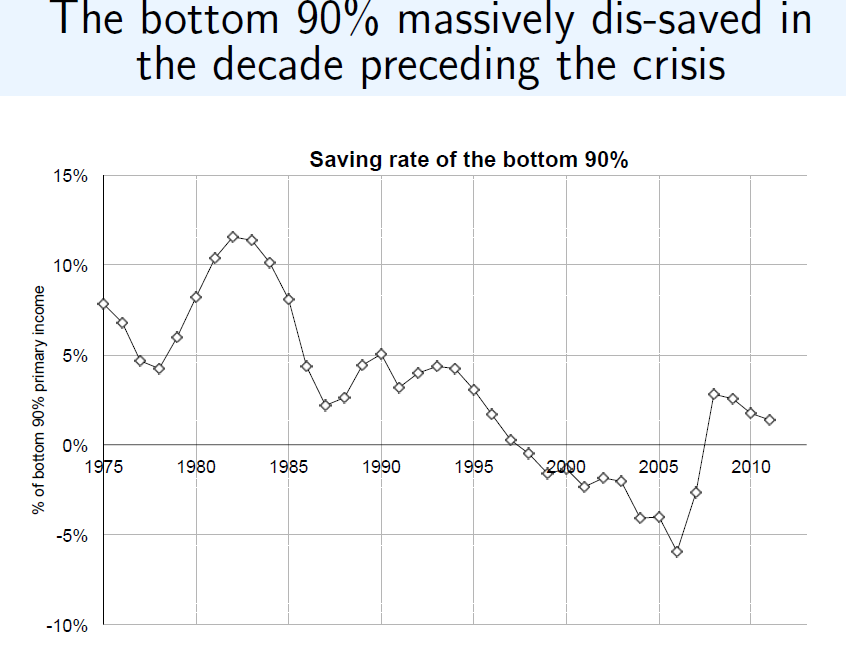 The bottom 90% massively dis-saved in
the decade preceding the crisis
Saving rate of the bottom 90%
15%
10%
5%
0%
-5%
-10%
% of bottom 90% primary income
1975 1980 1985 1990 1995 2000 2005 2010